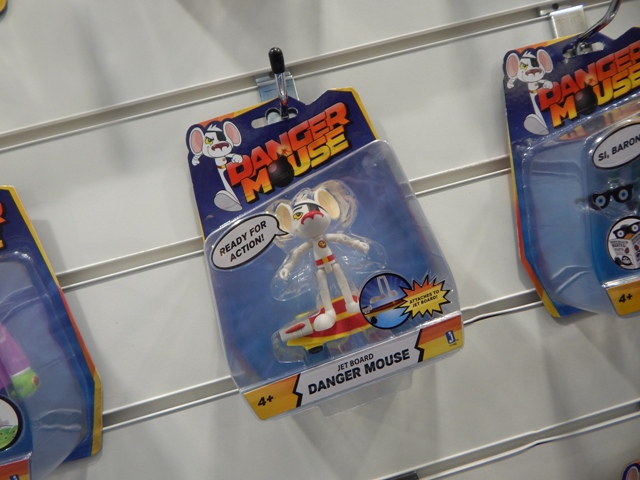 DANGER
MOUSE
READY FOR
ACTION!
ATTACHES TO
JET BOARD!
JET BOARD
DANGER MOUSE
4+
DANGER
MOUSE
SI, BARON
4+